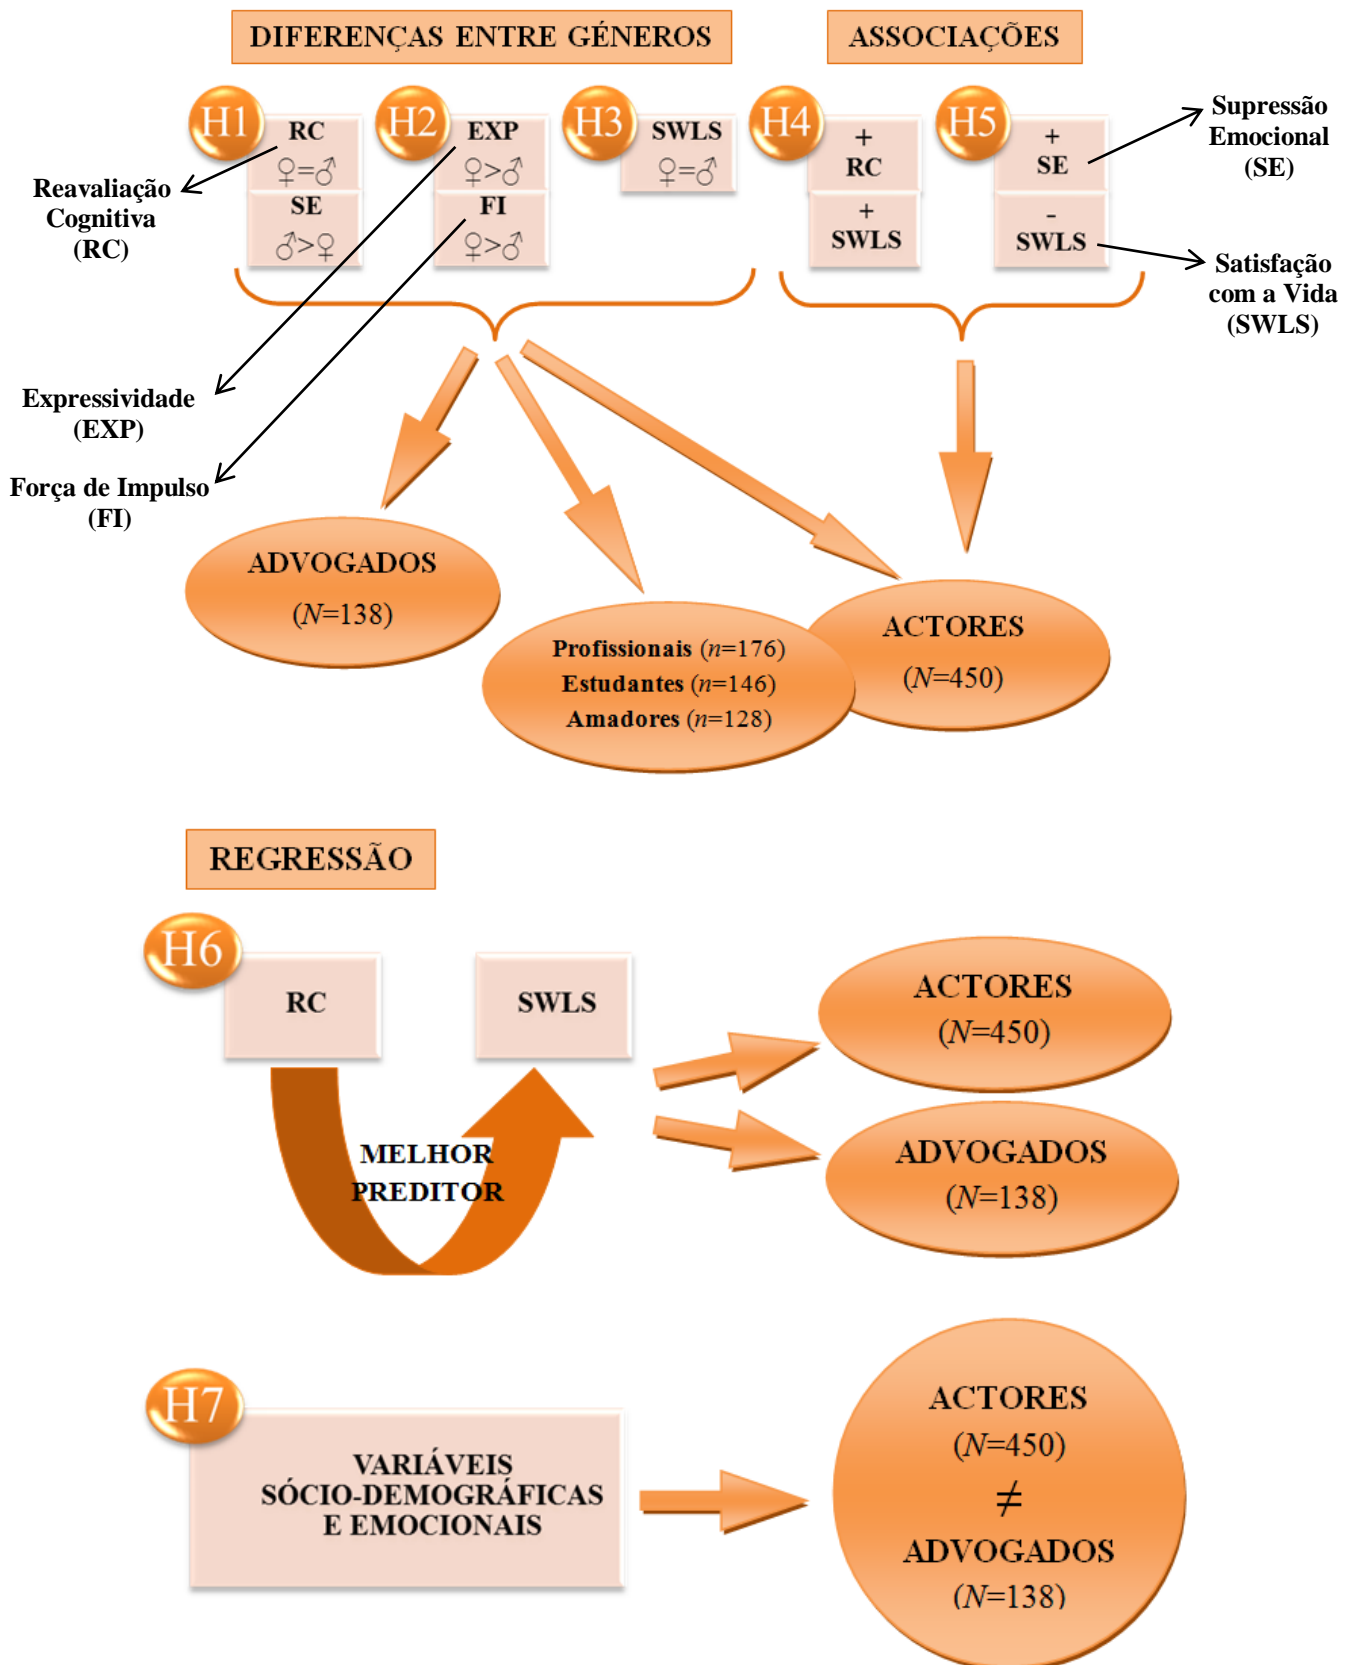 DIFERENÇAS ENTRE GÉNEROS
ASSOCIAÇÕES
H1
RC
♀=♂
SE
♂>♀
H2
EXP
♀>♂
FI
♀>♂
H3
SWLS
♀=♂
H4
+
RC
+
SWLS
H5
+
SE
-
SWLS
Supressão
Emocional
(SE)
Reavaliação
Cognitiva
(RC)
Satisfação
com a Vida
(SWLS)
Expressividade
(EXP)
Força de Impulso
(FI)
ADVOGADOS
(N=138)
Profissionais (n=176)
Estudantes (n=146)
Amadores (n=128)
ACTORES
(N=450)
REGRESSÃO
H6
RC
SWLS
MELHOR
PREDITOR
ACTORES
(N=450)
ADVOGADOS
(N=138)
H7
VARIÁVEIS
SÓCIO-DEMOGRÁFICAS
E EMOCIONAIS
ACTORES
(N=450)
≠
ADVOGADOS
(N=138)